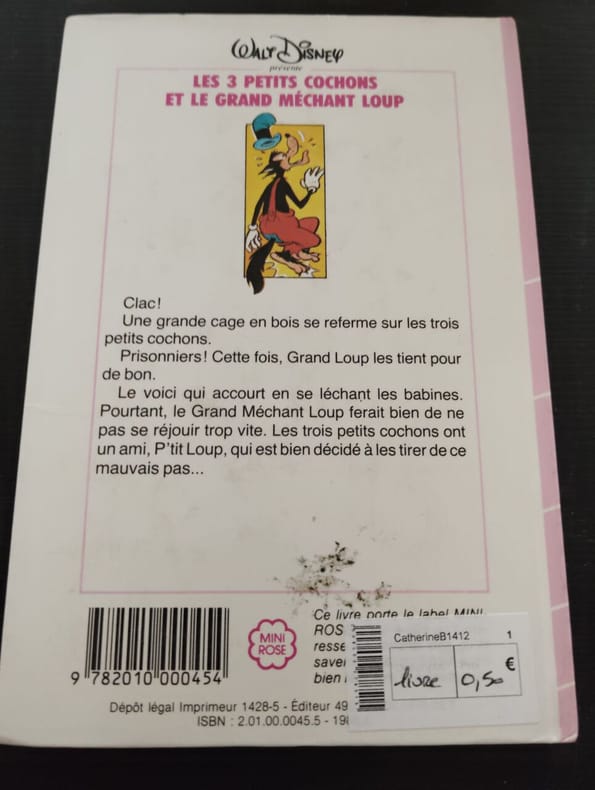 WALT DISNEY
présente
LES 3 PETITS COCHONS
ET LE GRAND MÉCHANT LOUP
Clac!
Une grande cage en bois se referme sur les trois
petits cochons.
Prisonniers! Cette fois, Grand Loup les tient pour
de bon.
Le voici qui accourt en se léchant les babines.
Pourtant, le Grand Méchant Loup ferait bien de ne
pas se réjouir trop vite. Les trois petits cochons ont
un ami, P'tit Loup, qui est bien décidé à les tirer de ce
mauvais pas...
9 782010 000454
MINI
ROSE
Ce livre porte le label MINI
ROS
resse
save
bien
CatherineB1412 1
livre 0,50 €
Dépôt légal Imprimeur 1428-5 - Éditeur 49
ISBN : 2.01.00.0045.5 - 19